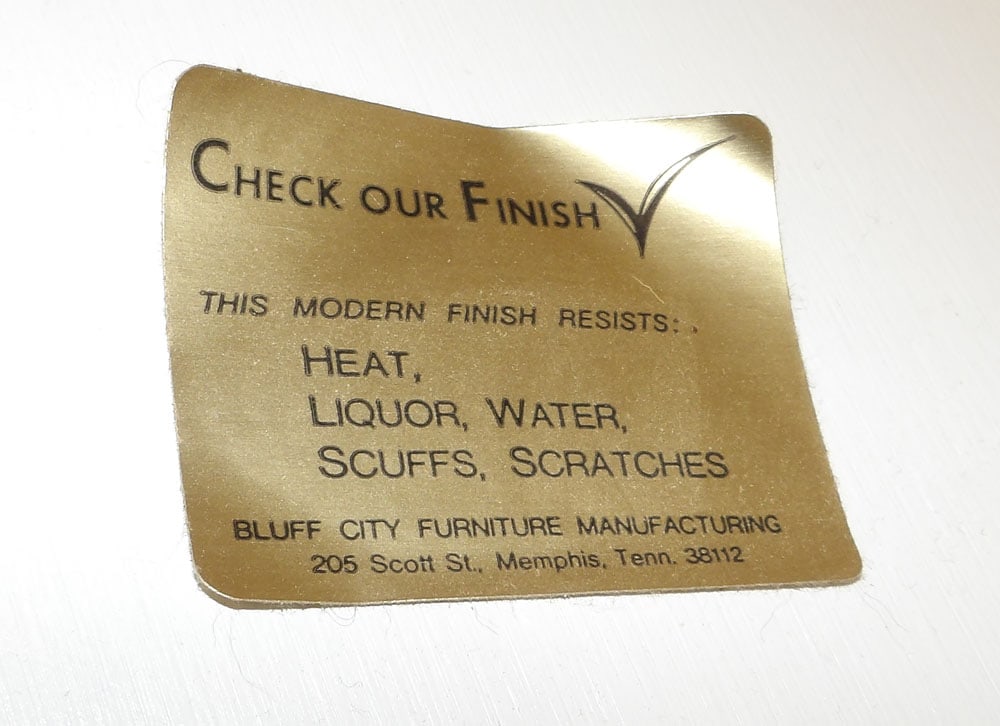 CHECK OUR FINISH
THIS MODERN FINISH RESISTS:
HEAT,
LIQUOR, WATER,
SCUFFS, SCRATCHES
BLUFF CITY FURNITURE MANUFACTURING
205 Scott St., Memphis, Tenn. 38112